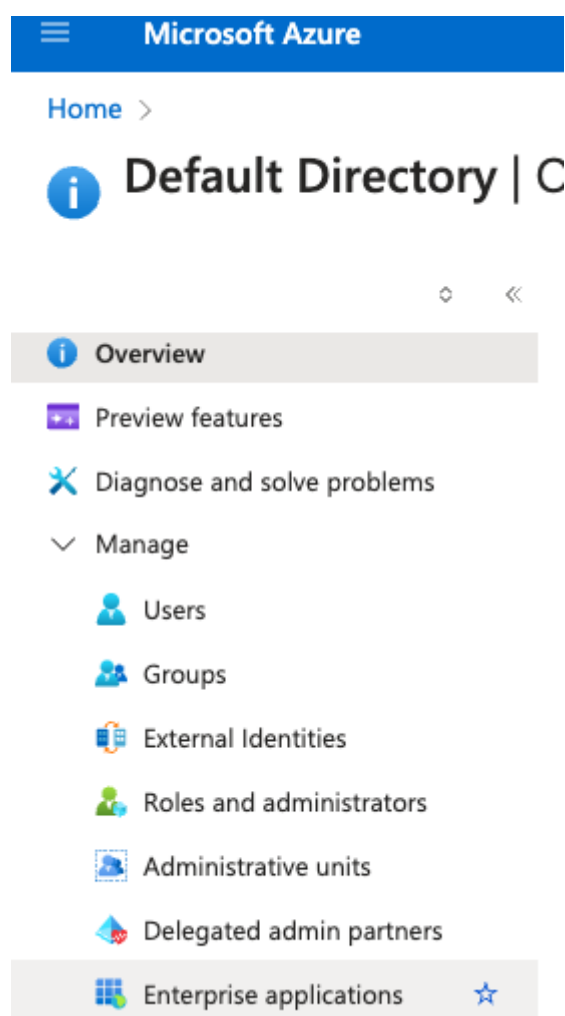 Microsoft Azure
Home >
Default Directory |
Overview
Preview features
Diagnose and solve problems
Manage
Users
Groups
External Identities
Roles and administrators
Administrative units
Delegated admin partners
Enterprise applications